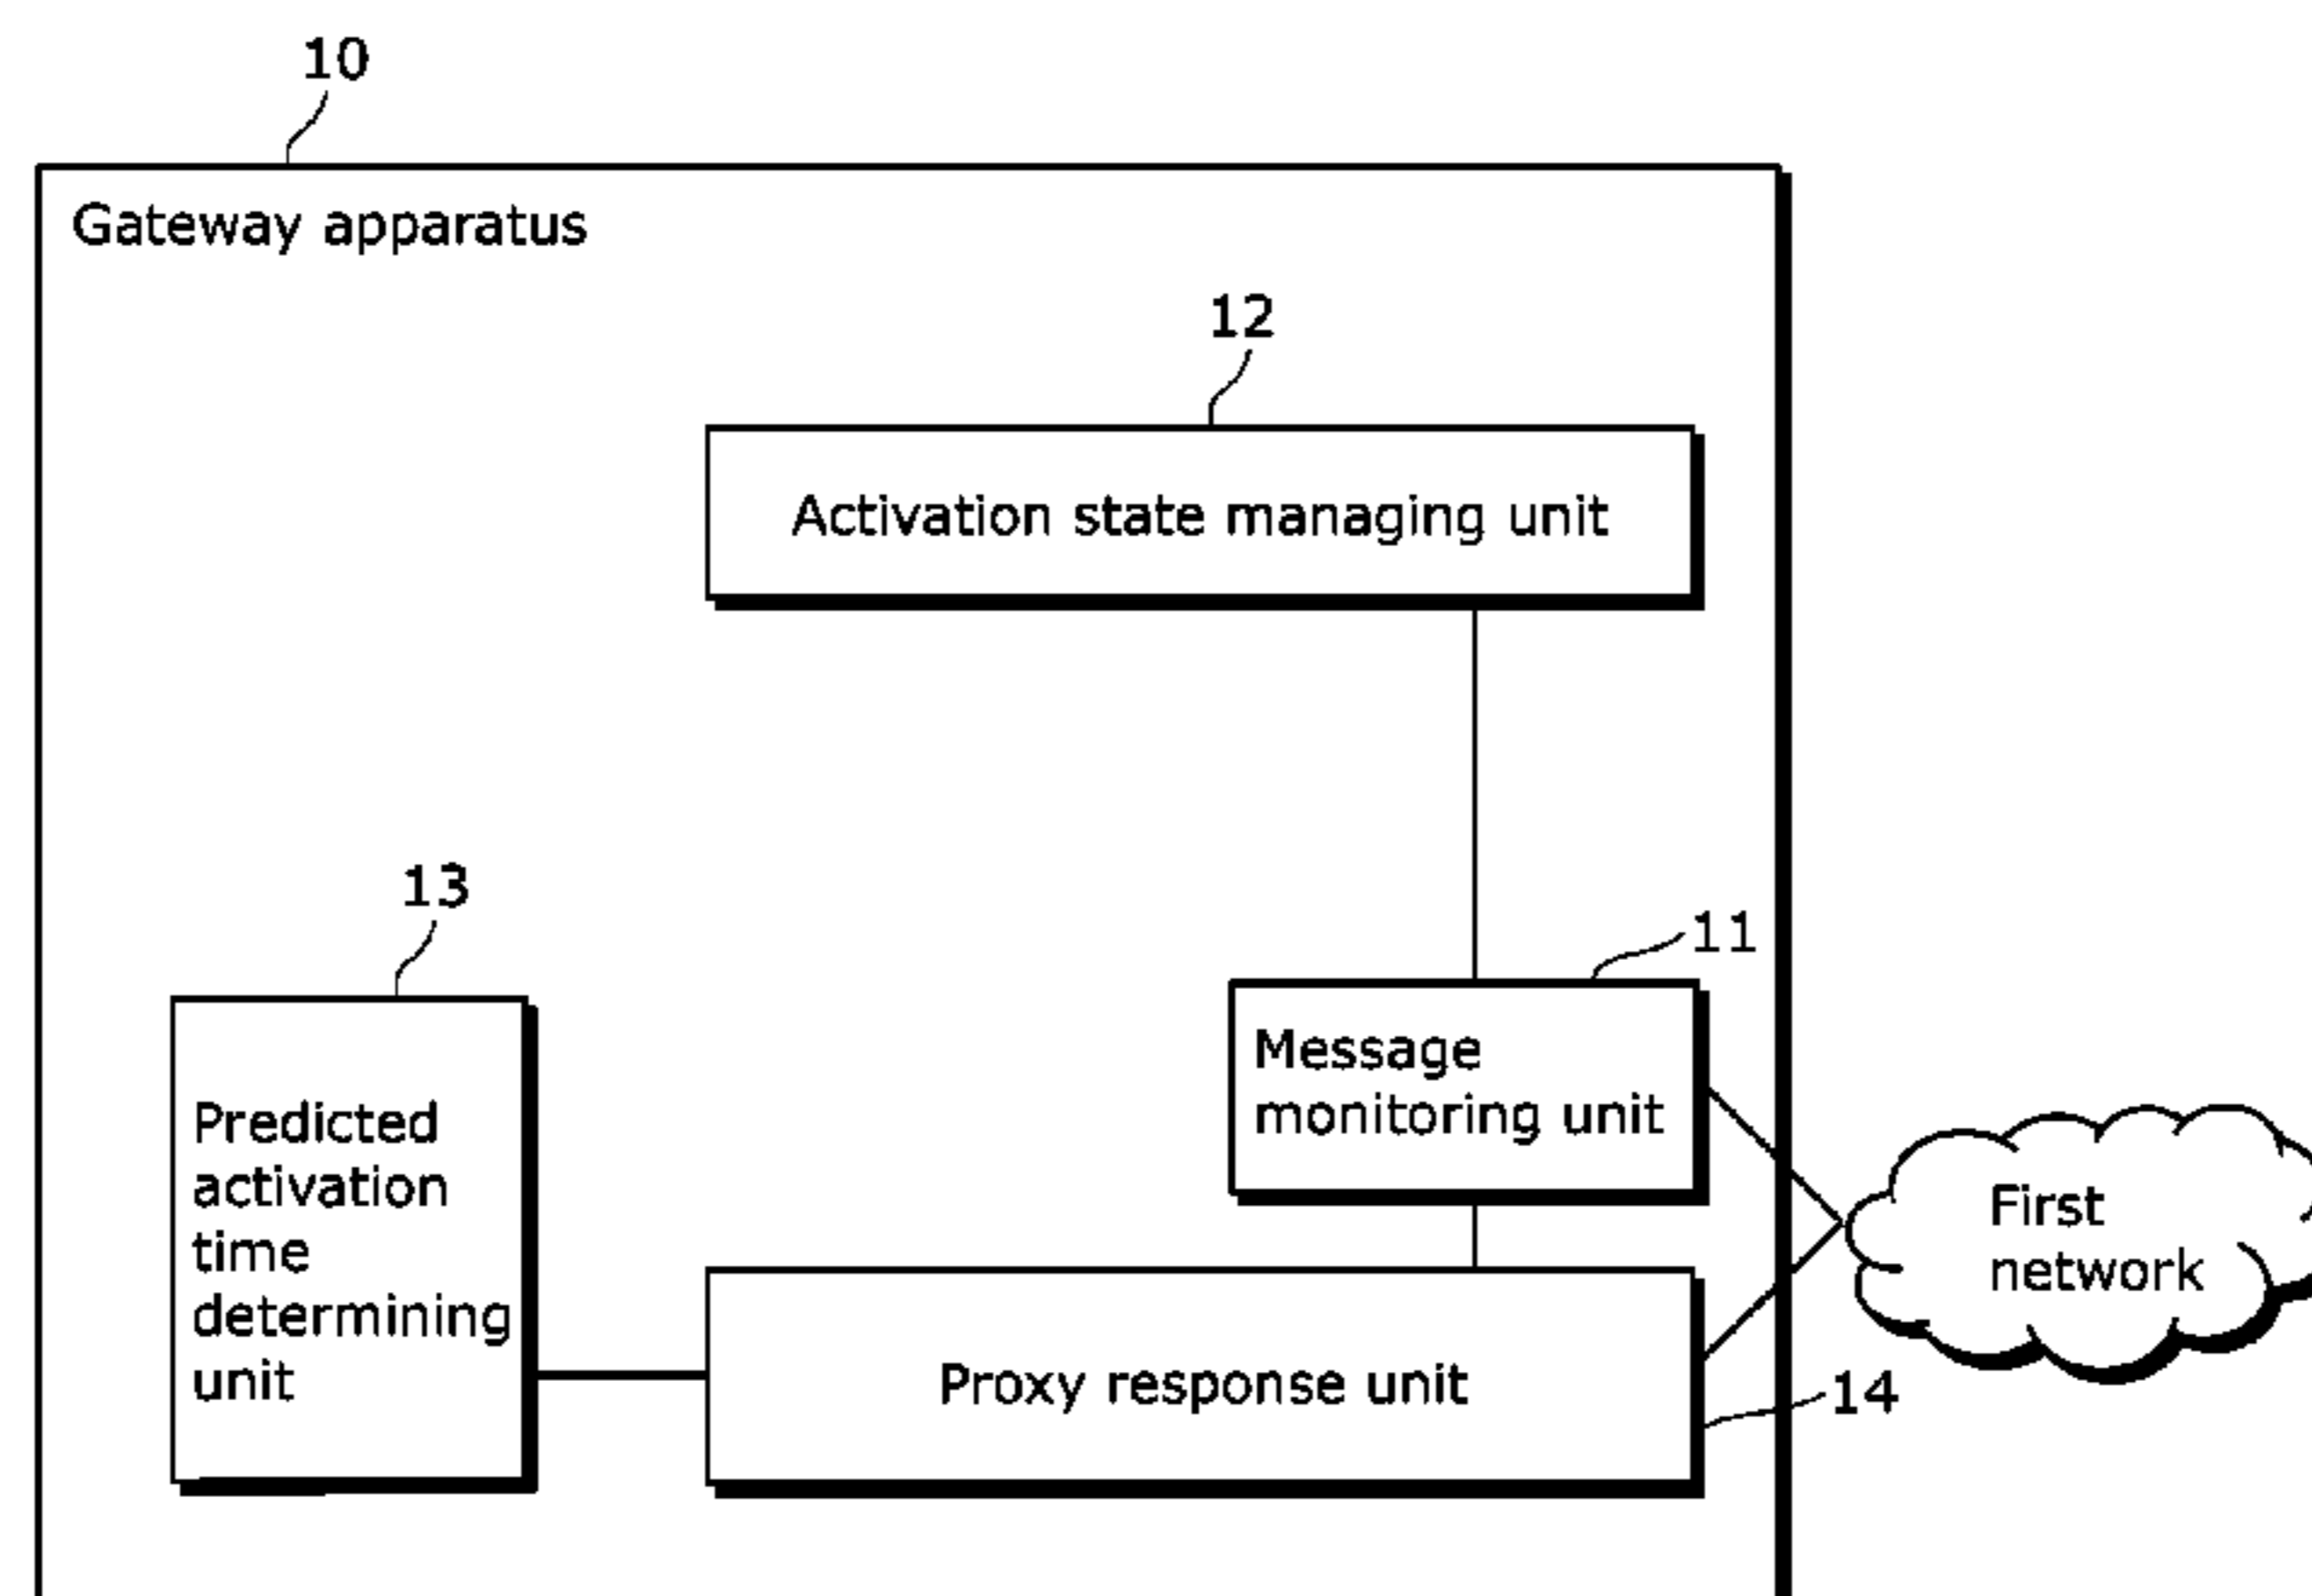 10
Gateway apparatus
12
Activation state managing unit
13
11
Predicted
activation
time
determining
unit
Message
monitoring unit
First
network
Proxy response unit
14